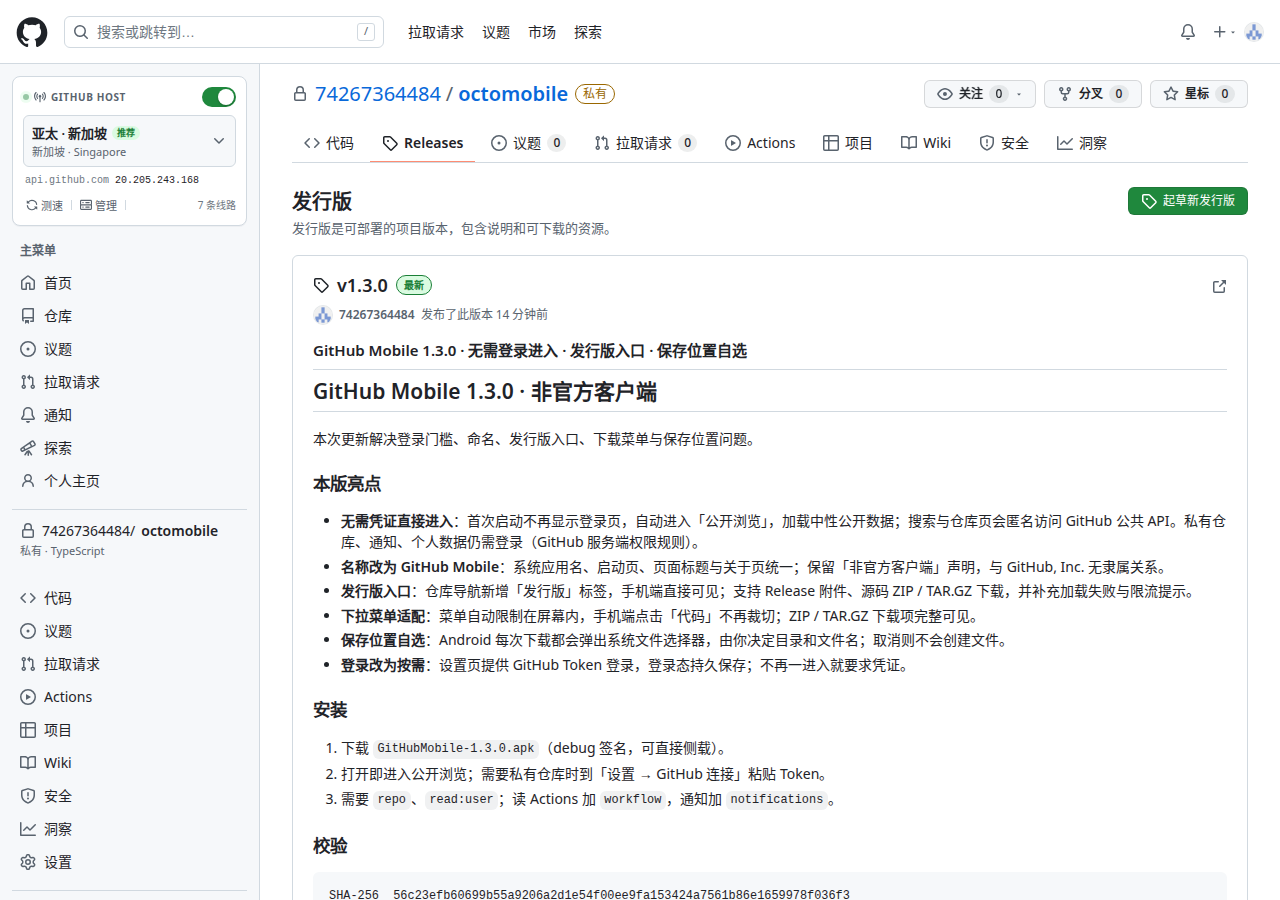 搜索或跳转到…
/
拉取请求 议题 市场 探索
GITHUB HOST
亚太 · 新加坡 推荐
新加坡 · Singapore
api.github.com 20.205.243.168
测速 管理 7 条线路
主菜单
首页
仓库
议题
拉取请求
通知
探索
个人主页
74267364484/ octomobile
私有 · TypeScript
代码
议题
拉取请求
Actions
项目
Wiki
安全
洞察
设置
74267364484 / octomobile 私有
关注 0 分叉 0 星标 0
代码 Releases 议题 0 拉取请求 0 Actions 项目 Wiki 安全 洞察
发行版
起草新发行版
发行版是可部署的项目版本，包含说明和可下载的资源。
v1.3.0 最新
74267364484 发布了此版本 14 分钟前
GitHub Mobile 1.3.0 · 无需登录进入 · 发行版入口 · 保存位置自选
GitHub Mobile 1.3.0 · 非官方客户端
本次更新解决登录门槛、命名、发行版入口、下载菜单与保存位置问题。
本版亮点
• 无需凭证直接进入：首次启动不再显示登录页，自动进入「公开浏览」，加载中性公开数据；搜索与仓库页会匿名访问 GitHub 公共 API。私有仓
库、通知、个人数据仍需登录（GitHub 服务端权限规则）。
• 名称改为 GitHub Mobile：系统应用名、启动页、页面标题与关于页统一；保留「非官方客户端」声明，与 GitHub, Inc. 无隶属关系。
• 发行版入口：仓库导航新增「发行版」标签，手机端直接可见；支持 Release 附件、源码 ZIP / TAR.GZ 下载，并补充加载失败与限流提示。
• 下拉菜单适配：菜单自动限制在屏幕内，手机端点击「代码」不再裁切；ZIP / TAR.GZ 下载项完整可见。
• 保存位置自选：Android 每次下载都会弹出系统文件选择器，由你决定目录和文件名；取消则不会创建文件。
• 登录改为按需：设置页提供 GitHub Token 登录，登录态持久保存；不再一进入就要求凭证。
安装
1. 下载 GitHubMobile-1.3.0.apk（debug 签名，可直接侧载）。
2. 打开即进入公开浏览；需要私有仓库时到「设置 → GitHub 连接」粘贴 Token。
3. 需要 repo、read:user；读 Actions 加 workflow，通知加 notifications。
校验
SHA-256 56c23efb60699b55a9206a2d1e54f00ee9fa153424a7561b86e1659978f036f3